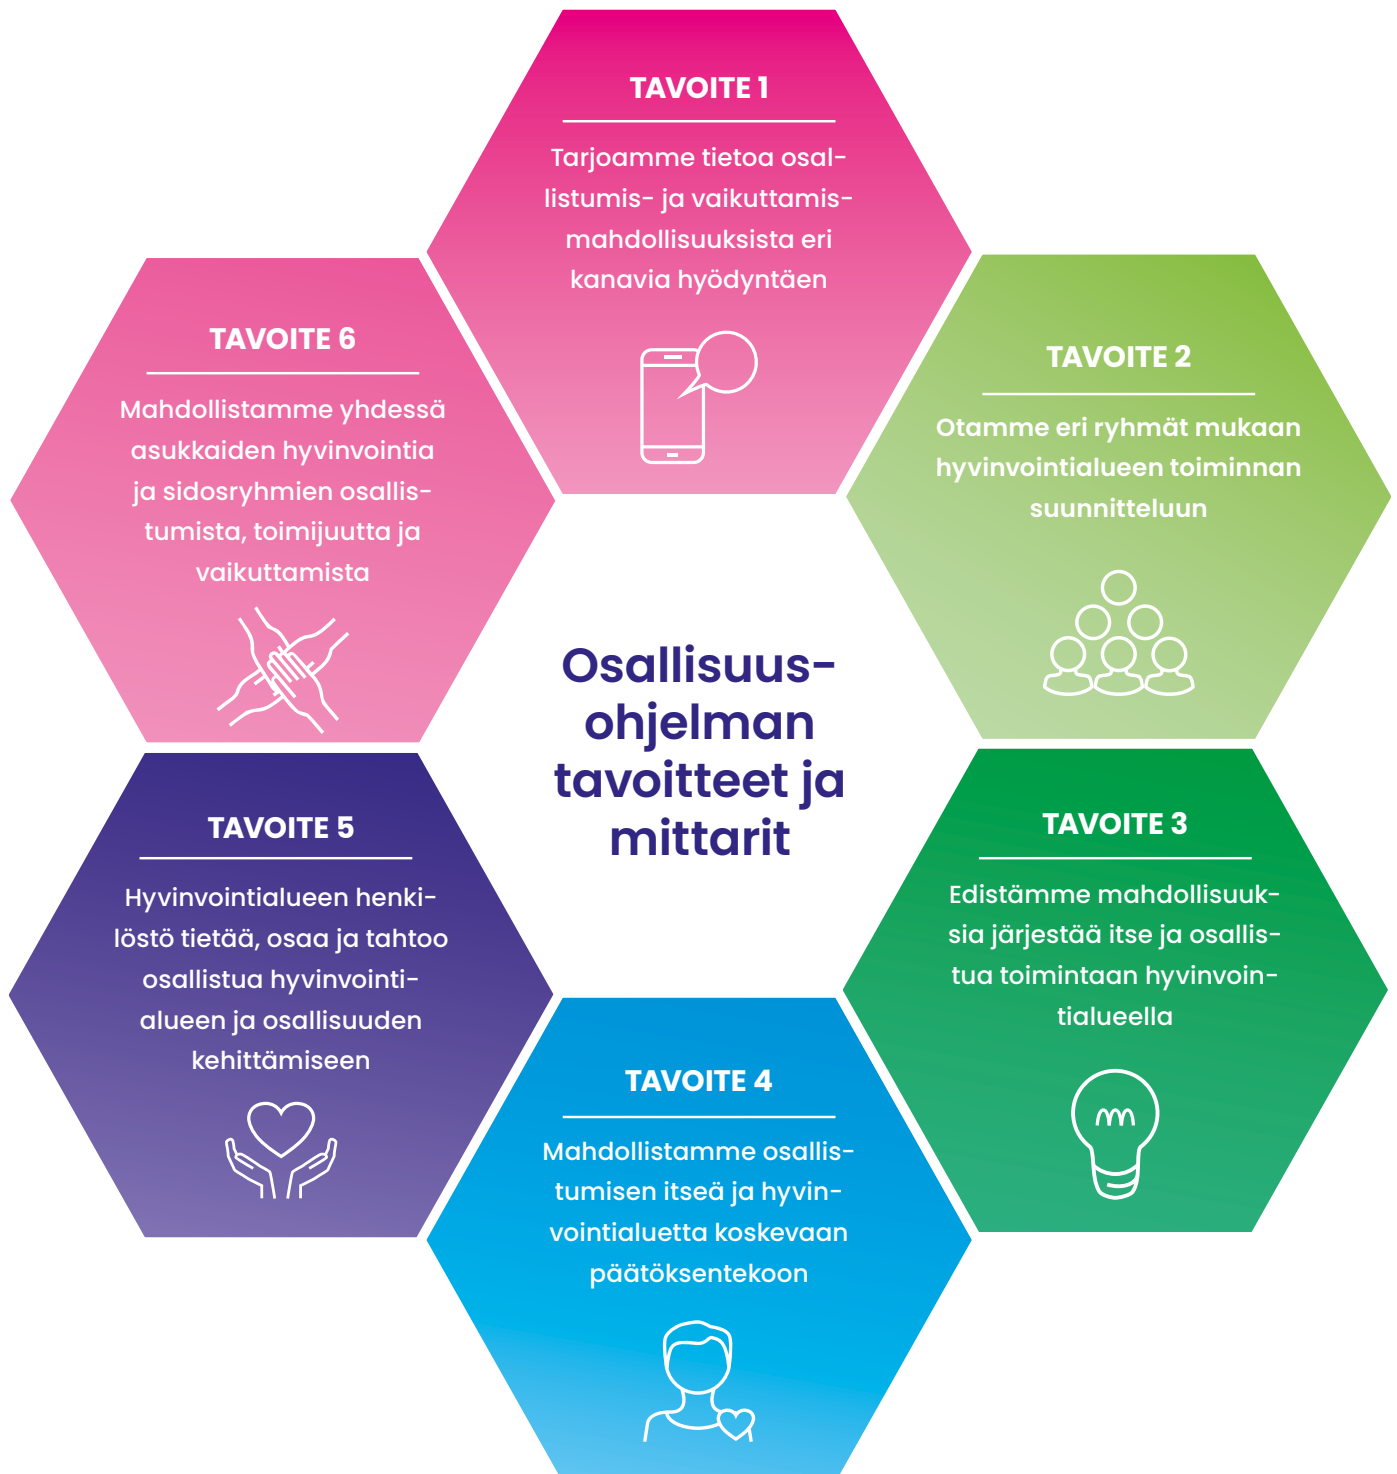 TAVOITE 1
Tarjoamme tietoa osal-
listumis- ja vaikuttamis-
mahdollisuuksista eri
kanavia hyödyntäen
TAVOITE 2
Otamme eri ryhmät mukaan
hyvinvointialueen toiminnan
suunnitteluun
TAVOITE 3
Edistämme mahdollisuuk-
sia järjestää itse ja osallis-
tua toimintaan hyvinvoin-
tialueella
TAVOITE 4
Mahdollistamme osallis-
tumisen itseä ja hyvin-
vointialuetta koskevaan
päätöksentekoon
TAVOITE 5
Hyvinvointialueen henki-
löstö tietää, osaa ja tahtoo
osallistua hyvinvointi-
alueen ja osallisuuden
kehittämiseen
TAVOITE 6
Mahdollistamme yhdessä
asukkaiden hyvinvointia
ja sidosryhmien osallis-
tumista, toimijuutta ja
vaikuttamista
Osallisuus-
ohjelman
tavoitteet ja
mittarit